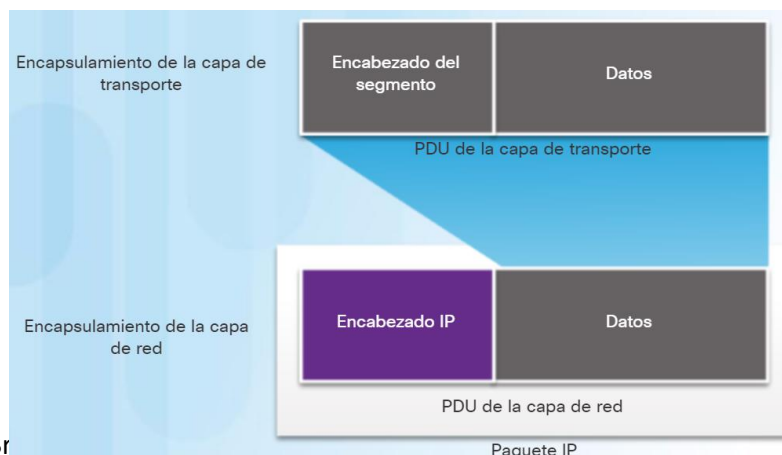 Encapsulamiento de la capa de
transporte
Encabezado del
segmento
Datos
PDU de la capa de transporte
Encapsulamiento de la capa
de red
Encabezado IP
Datos
PDU de la capa de red
Paquete IP